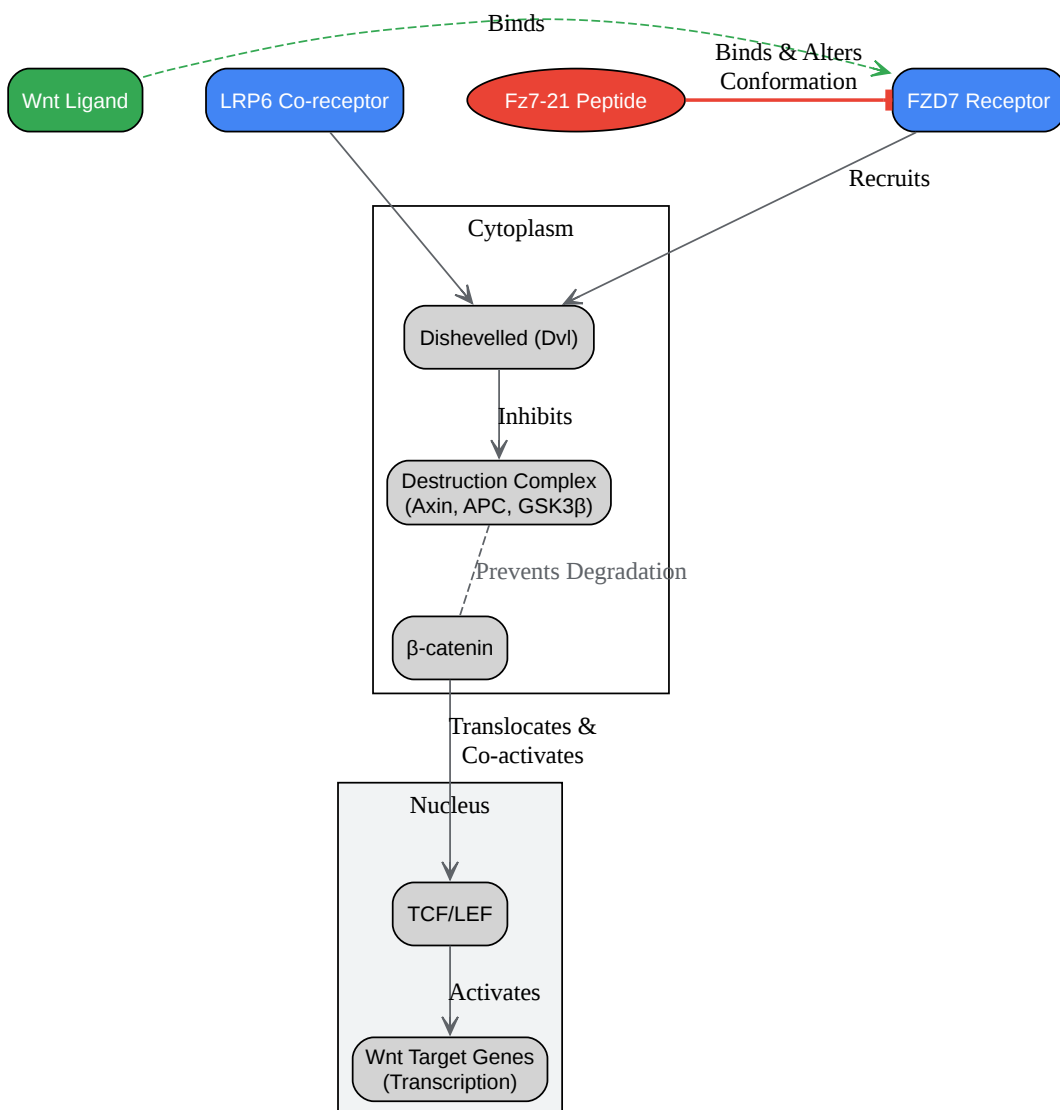 Binds
Wnt Ligand
LRP6 Co-receptor
Fz7-21 Peptide
Binds & Alters
Conformation
FZD7 Receptor
Recruits
Cytoplasm
Dishevelled (Dvl)
Inhibits
Destruction Complex
(Axin, APC, GSK3β)
Prevents Degradation
β-catenin
Translocates &
Co-activates
Nucleus
TCF/LEF
Activates
Wnt Target Genes
(Transcription)